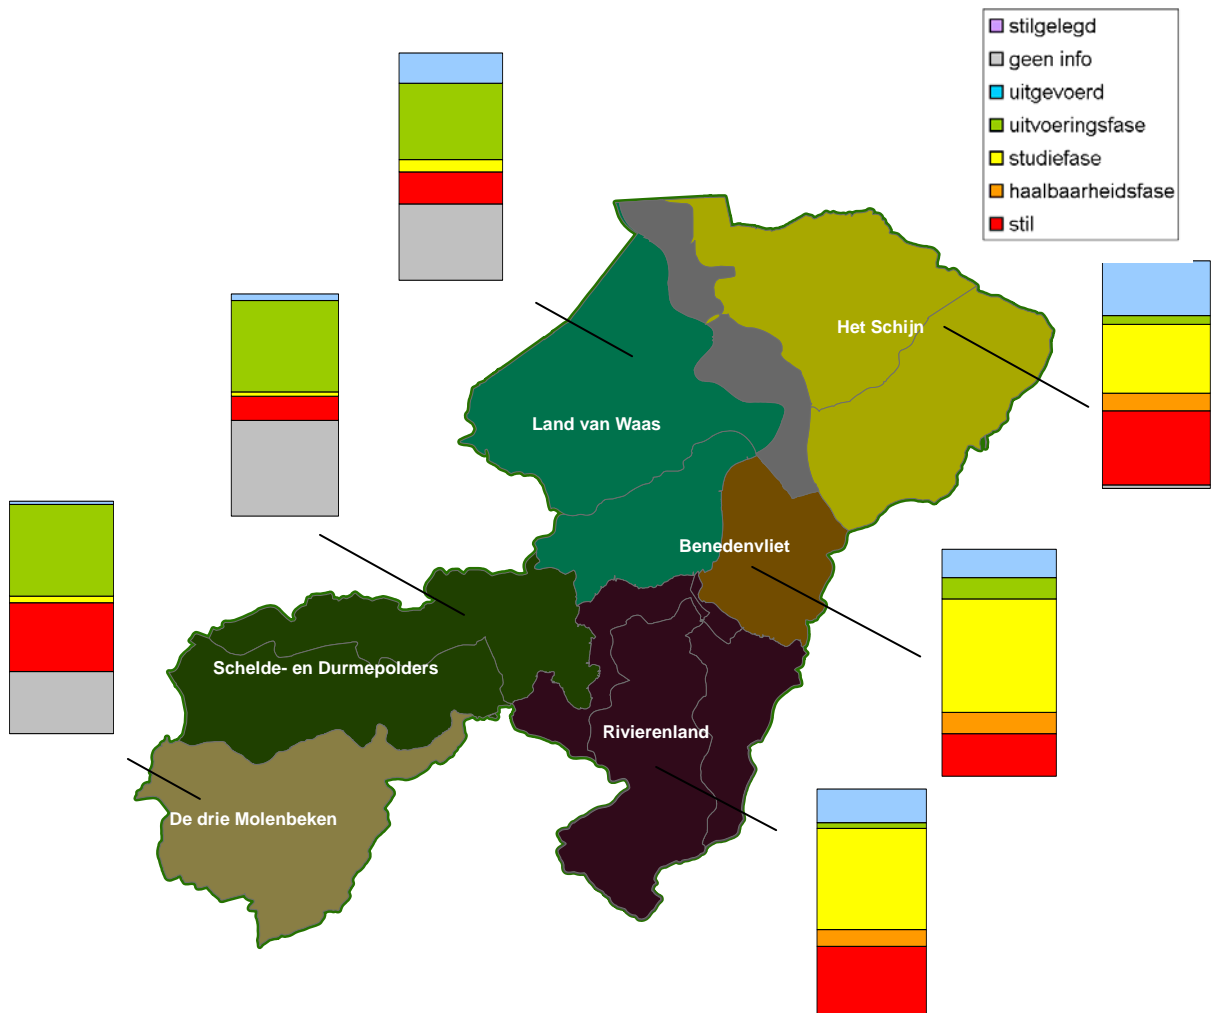 stilgelegd
geen info
uitgevoerd
uitvoeringsfase
studiefase
haalbaarheidsfase
stil
Het Schijn
Land van Waas
Benedenvliet
Schelde- en Durmepolders
Rivierenland
De drie Molenbeken